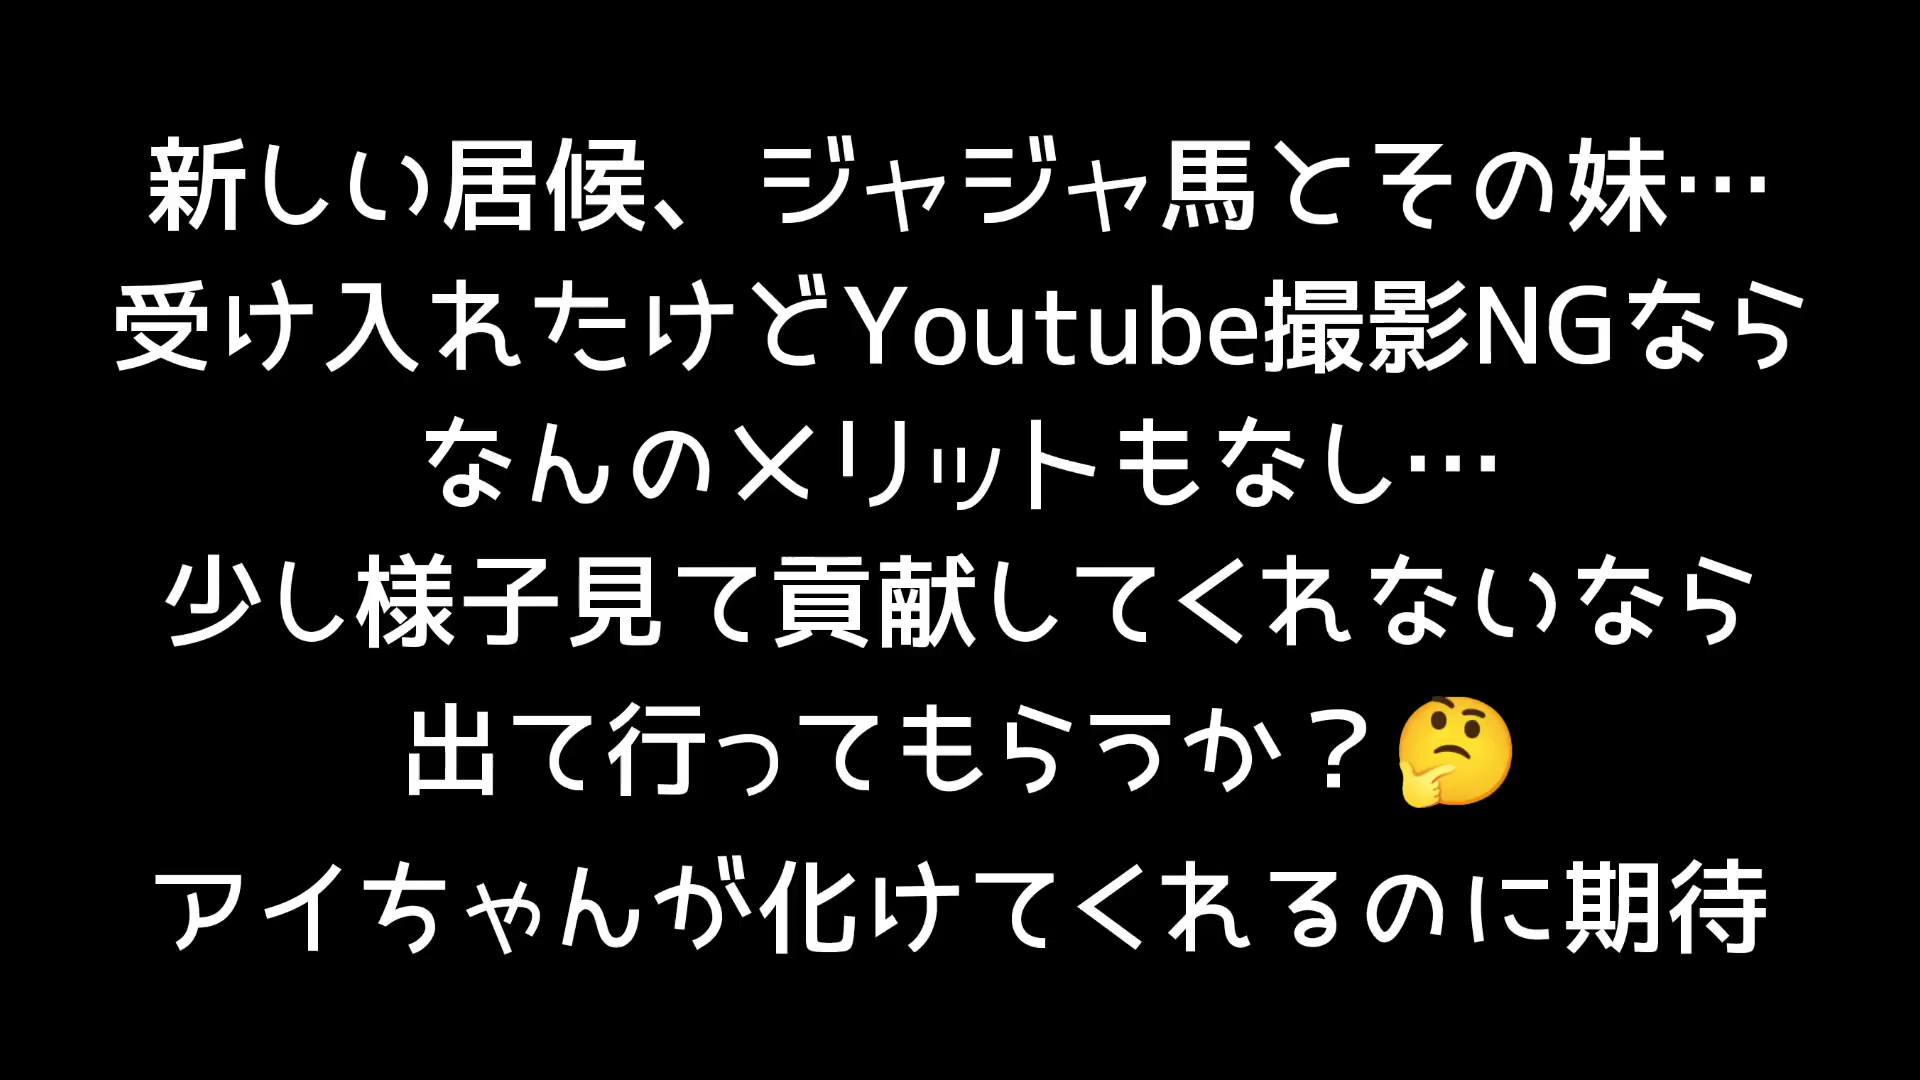 新しい居候、ジャジャ馬とその妹…
受け入れたけどYoutube撮影NGなら
なんのメリットもなし…
少し様子見て貢献してくれないなら
出て行ってもらうか？🤔
アイちゃんが化けてくれるのに期待